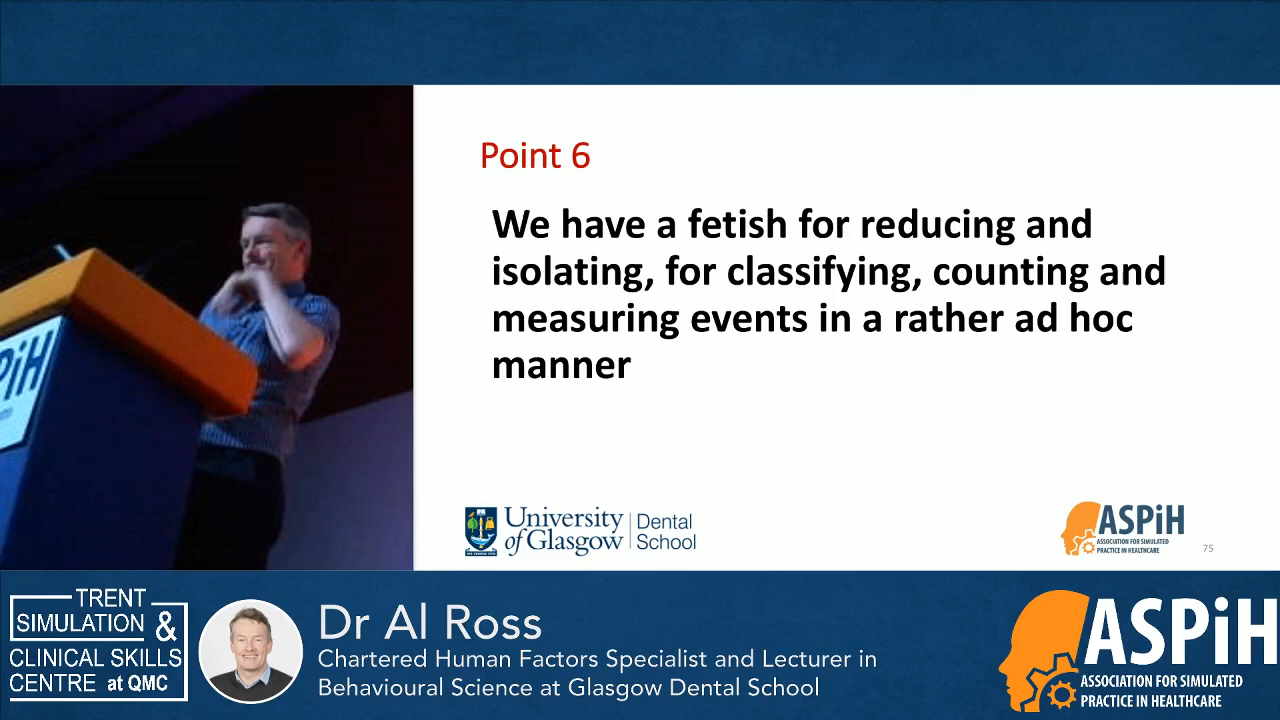 Point 6
We have a fetish for reducing and
isolating, for classifying, counting and
measuring events in a rather ad hoc
manner
PiH
University
of Glasgow
Dental
School
ASPiH
ASSOCIATION FOR SIMULATED
PRACTICE IN HEALTHCARE
75
TRENT
SIMULATION &
CLINICAL SKILLS
CENTRE at QMC
Dr Al Ross
Chartered Human Factors Specialist and Lecturer in
Behavioural Science at Glasgow Dental School
ASPiH
ASSOCIATION FOR SIMULATED
PRACTICE IN HEALTHCARE